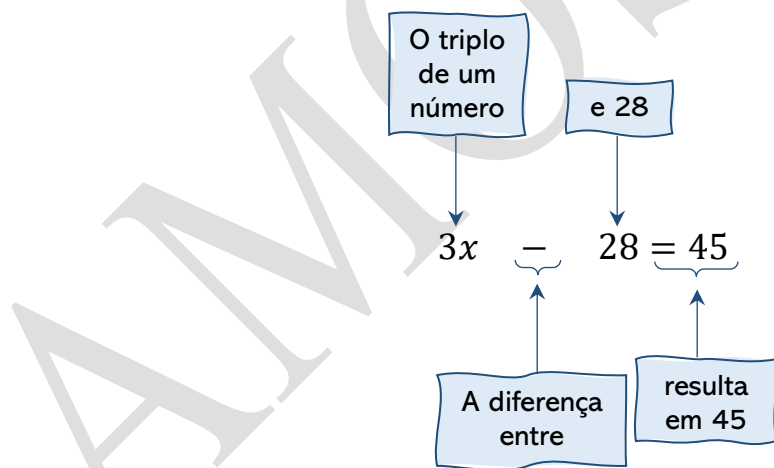 O triplo
de um
número
e 28
3x – 28 = 45
A diferença
entre
resulta
em 45